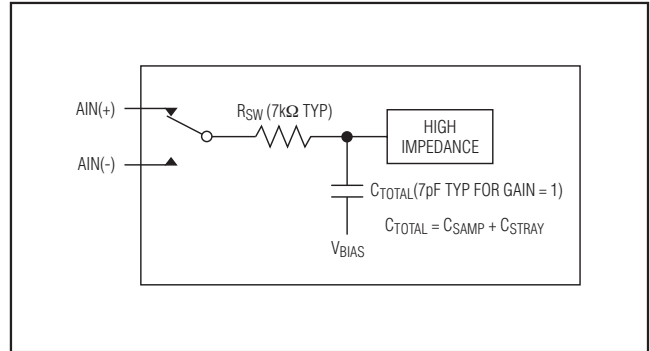 AIN(+)
RSW (7kΩ TYP)
HIGH
IMPEDANCE
AIN(-)
CTOTAL(7pF TYP FOR GAIN = 1)
CTOTAL = CSAMP + CSTRAY
VBIAS